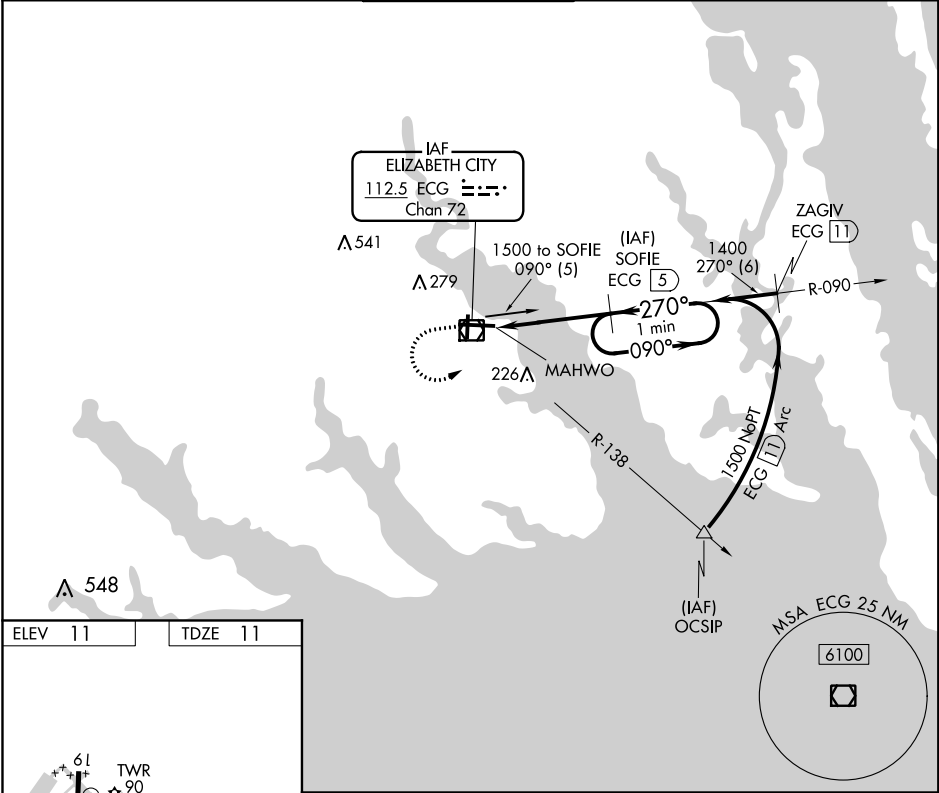 IAF
ELIZABETH CITY
112.5 ECG
Chan 72
541
279
1500 to SOFIE
090° (5)
(IAF)
SOFIE
ECG 5
1400
270° (6)
ZAGIV
ECG 11
R-090
270°
1 min
090°
MAHWO
226
R-138
1500 NoPT
ECG 11 Arc
(IAF)
OCSIP
548
MSA ECG 25 NM
6100
ELEV 11
TDZE 11
19
TWR
90